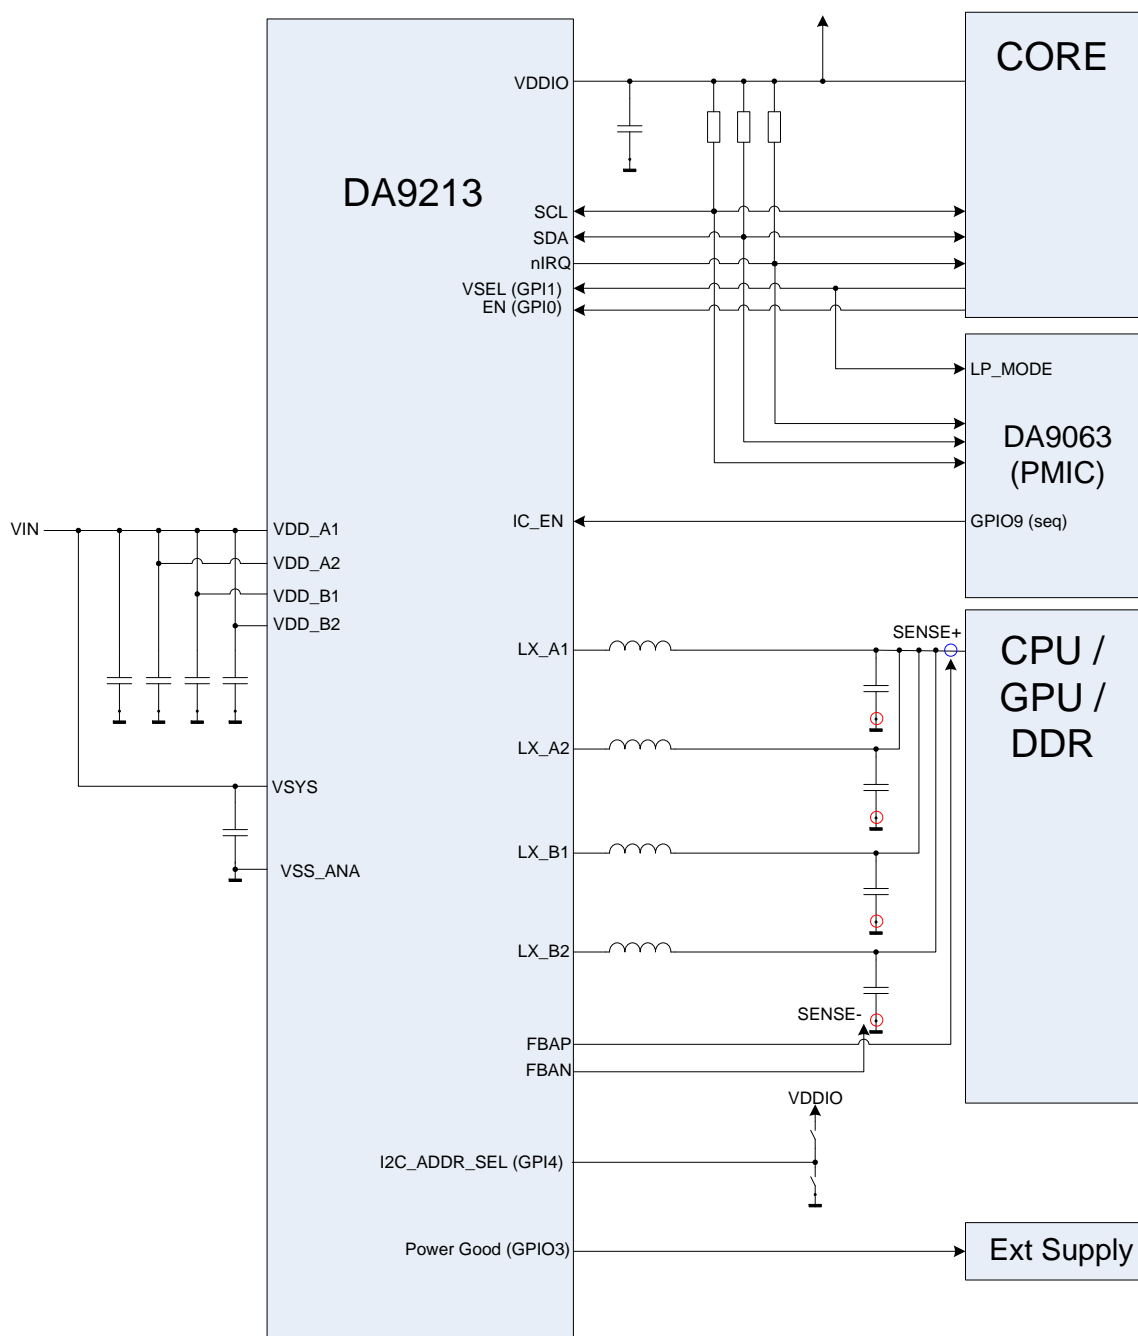 CORE
VDDIO
DA9213
SCL
SDA
nIRQ
VSEL (GPI1)
EN (GPI0)
LP_MODE
DA9063
(PMIC)
VIN
VDD_A1
IC_EN
GPIO9 (seq)
VDD_A2
VDD_B1
VDD_B2
LX_A1
SENSE+
CPU /
GPU /
DDR
LX_A2
VSYS
LX_B1
VSS_ANA
LX_B2
SENSE-
FBAP
FBAN
VDDIO
I2C_ADDR_SEL (GPI4)
Power Good (GPIO3)
Ext Supply